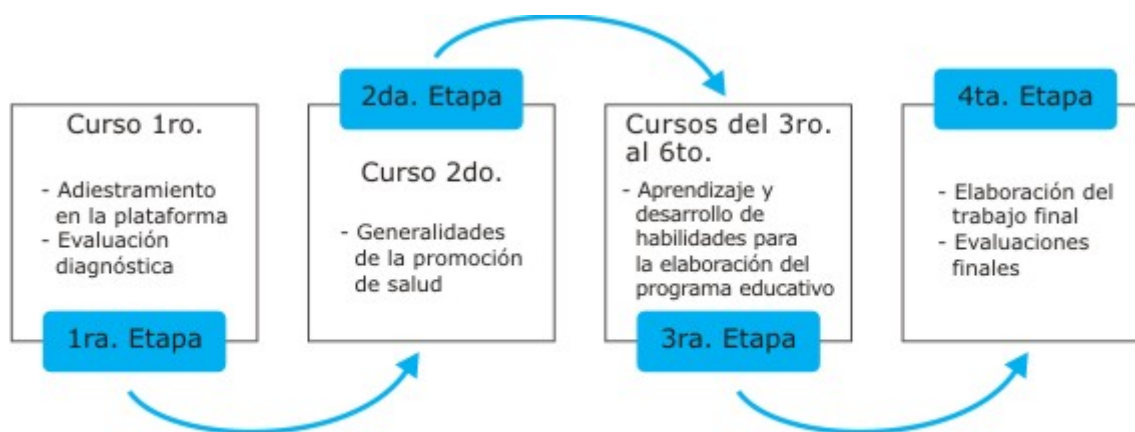 Curso 1ro.
- Adiestramiento
en la plataforma
- Evaluación
diagnóstica
1ra. Etapa
2da. Etapa
Curso 2do.
- Generalidades
de la promoción
de salud
Cursos del 3ro.
al 6to.
- Aprendizaje y
desarrollo de
habilidades para
la elaboración del
programa educativo
3ra. Etapa
4ta. Etapa
- Elaboración del
trabajo final
- Evaluaciones
finales